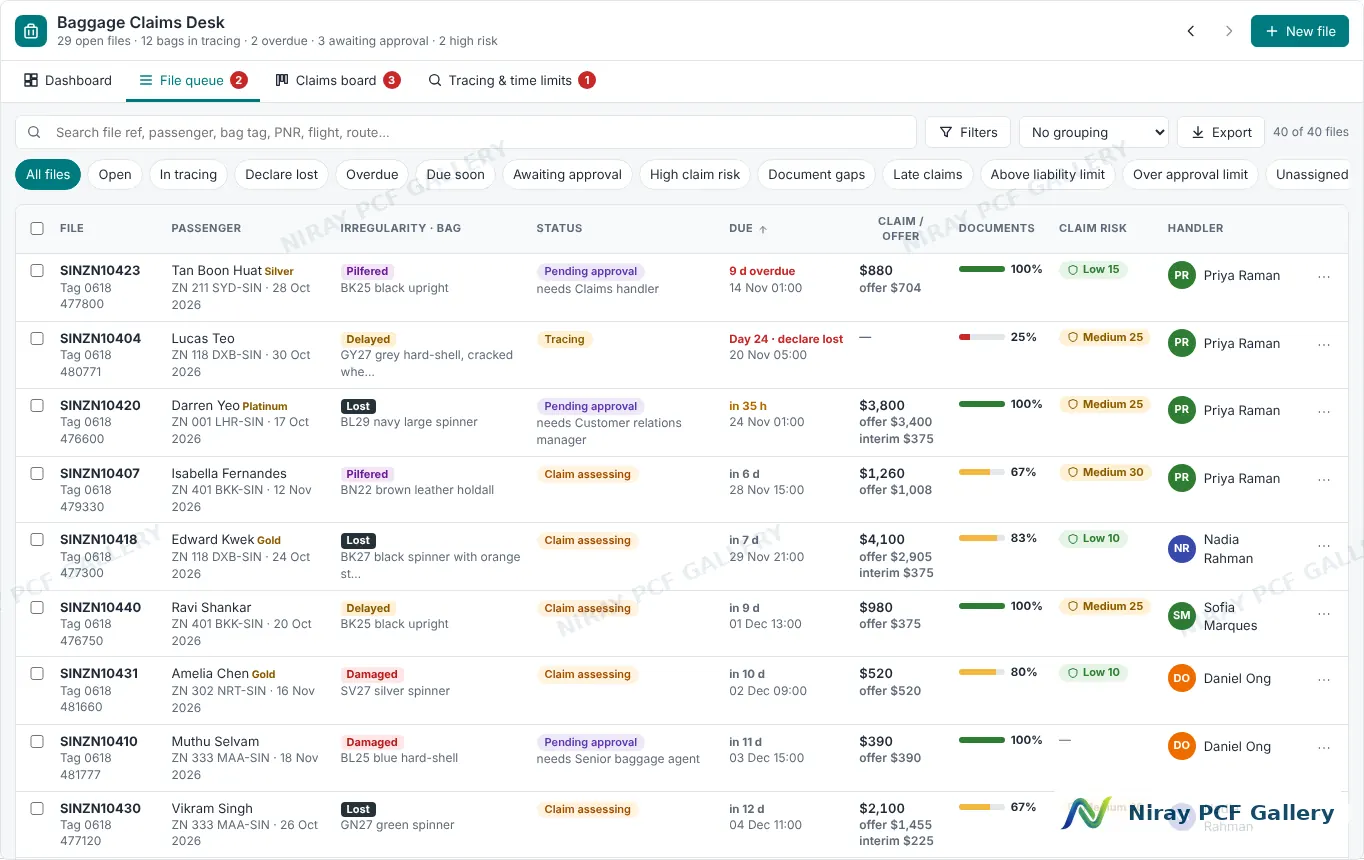 Baggage Claims Desk
29 open files · 12 bags in tracing · 2 overdue · 3 awaiting approval · 2 high risk
New file
Dashboard
File queue 2
Claims board 3
Tracing & time limits 1
Search file ref, passenger, bag tag, PNR, flight, route...
Filters
No grouping
Export
40 of 40 files
All files
Open
In tracing
Declare lost
Overdue
Due soon
Awaiting approval
High claim risk
Document gaps
Late claims
Above liability limit
Over approval limit
Unassigned
FILE PASSENGER IRREGULARITY · BAG STATUS DUE ↑ CLAIM / OFFER DOCUMENTS CLAIM RISK HANDLER
SINZN10423 Tan Boon Huat Silver Pilfered Pending approval 9 d overdue $880 100% Low 15 PR Priya Raman ...
Tag 0618 ZN 211 SYD-SIN · 28 Oct BK25 black upright needs Claims handler 14 Nov 01:00 offer $704
477800 2026
SINZN10404 Lucas Teo Delayed Tracing Day 24 · declare lost — 25% Medium 25 PR Priya Raman ...
Tag 0618 ZN 118 DXB-SIN · 30 Oct GY27 grey hard-shell, cracked 20 Nov 05:00
480771 2026 whe...
SINZN10420 Darren Yeo Platinum Lost Pending approval in 35 h $3,800 100% Medium 25 PR Priya Raman ...
Tag 0618 ZN 001 LHR-SIN · 17 Oct BL29 navy large spinner needs Customer relations 24 Nov 01:00 offer $3,400
476600 2026 manager interim $375
SINZN10407 Isabella Fernandes Pilfered Claim assessing in 6 d $1,260 67% Medium 30 PR Priya Raman ...
Tag 0618 ZN 401 BKK-SIN · 12 Nov BN22 brown leather holdall 28 Nov 15:00 offer $1,008
479330 2026
SINZN10418 Edward Kwek Gold Lost Claim assessing in 7 d $4,100 83% Low 10 NR Nadia Rahman ...
Tag 0618 ZN 118 DXB-SIN · 24 Oct BK27 black spinner with orange 29 Nov 21:00 offer $2,905
477300 2026 st... interim $375
SINZN10440 Ravi Shankar Delayed Claim assessing in 9 d $980 100% Medium 25 SM Sofia Marques ...
Tag 0618 ZN 401 BKK-SIN · 20 Oct BK25 black upright 01 Dec 13:00 offer $375
476750 2026
SINZN10431 Amelia Chen Gold Damaged Claim assessing in 10 d $520 80% Low 10 DO Daniel Ong ...
Tag 0618 ZN 302 NRT-SIN · 16 Nov SV27 silver spinner 02 Dec 09:00 offer $520
481660 2026
SINZN10410 Muthu Selvam Damaged Pending approval in 11 d $390 100% — DO Daniel Ong ...
Tag 0618 ZN 333 MAA-SIN · 18 Nov BL25 blue hard-shell needs Senior baggage agent 03 Dec 15:00 offer $390
481777 2026
SINZN10430 Vikram Singh Lost Claim assessing in 12 d $2,100 67% Medium Rahman
Tag 0618 ZN 333 MAA-SIN · 26 Oct GN27 green spinner 04 Dec 11:00 offer $1,455
477120 2026 interim $225
Niray PCF Gallery
NIRAY PCF GALLERY
NIRAY PCF GALLERY
PCF GALLERY
NIRAY PCF GALLERY
NIRAY PCF GALLERY